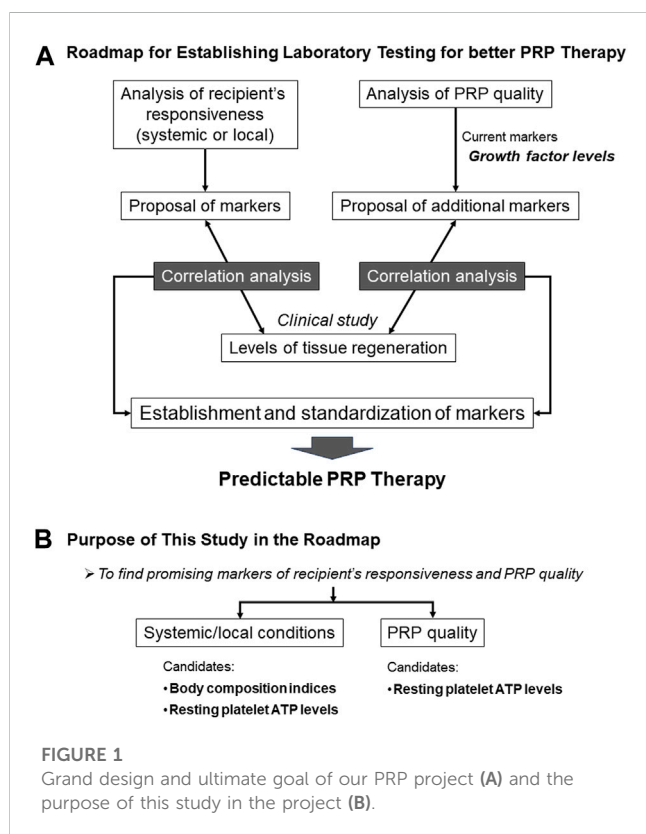 A Roadmap for Establishing Laboratory Testing for better PRP Therapy
Analysis of recipient's
responsiveness
(systemic or local)
Analysis of PRP quality
Current markers
Growth factor levels
Proposal of markers
Proposal of additional markers
Correlation analysis
Correlation analysis
Clinical study
Levels of tissue regeneration
Establishment and standardization of markers
Predictable PRP Therapy
B Purpose of This Study in the Roadmap
➢ To find promising markers of recipient's responsiveness and PRP quality
Systemic/local conditions
PRP quality
Candidates:
•Body composition indices
•Resting platelet ATP levels
Candidates:
•Resting platelet ATP levels
FIGURE 1
Grand design and ultimate goal of our PRP project (A) and the
purpose of this study in the project (B).